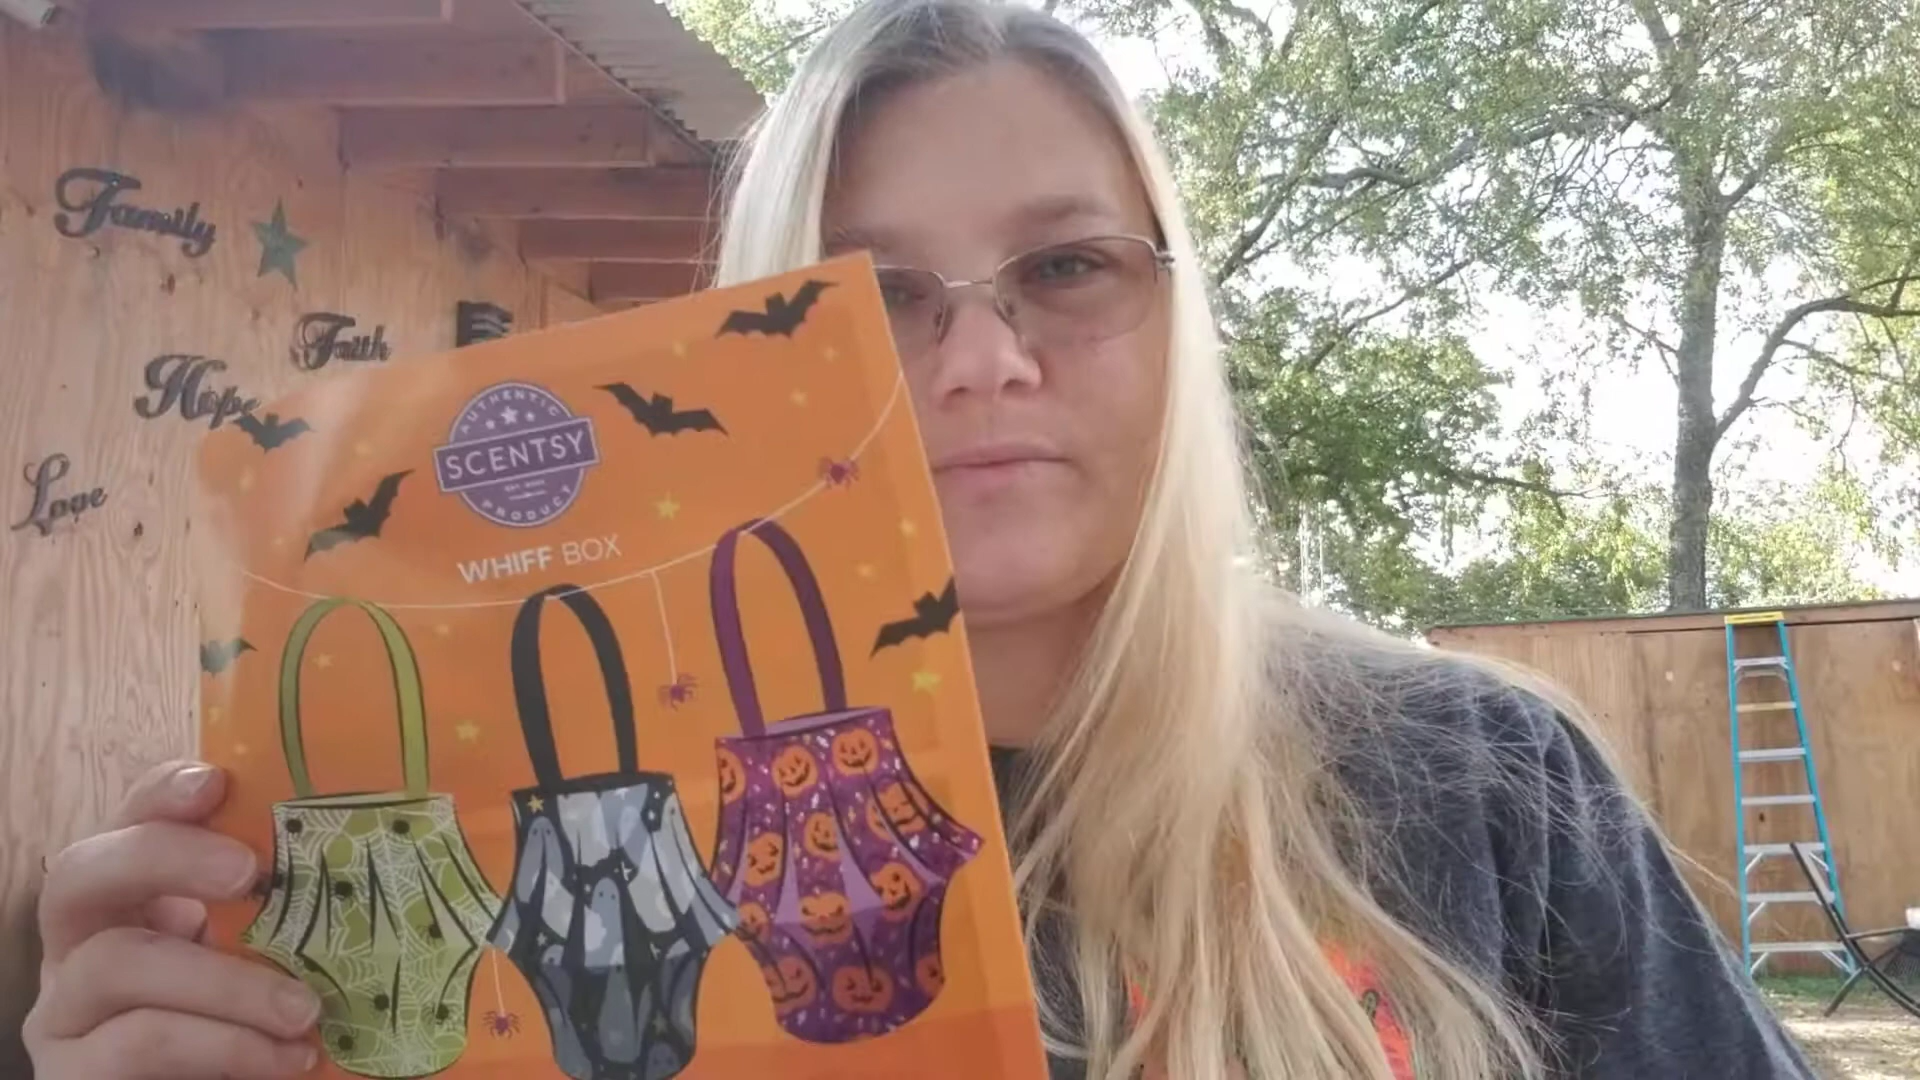 Family
Faith
Hope
Love
AUTHENTIC
SCENTSY
PRODUCT
WHIFF BOX